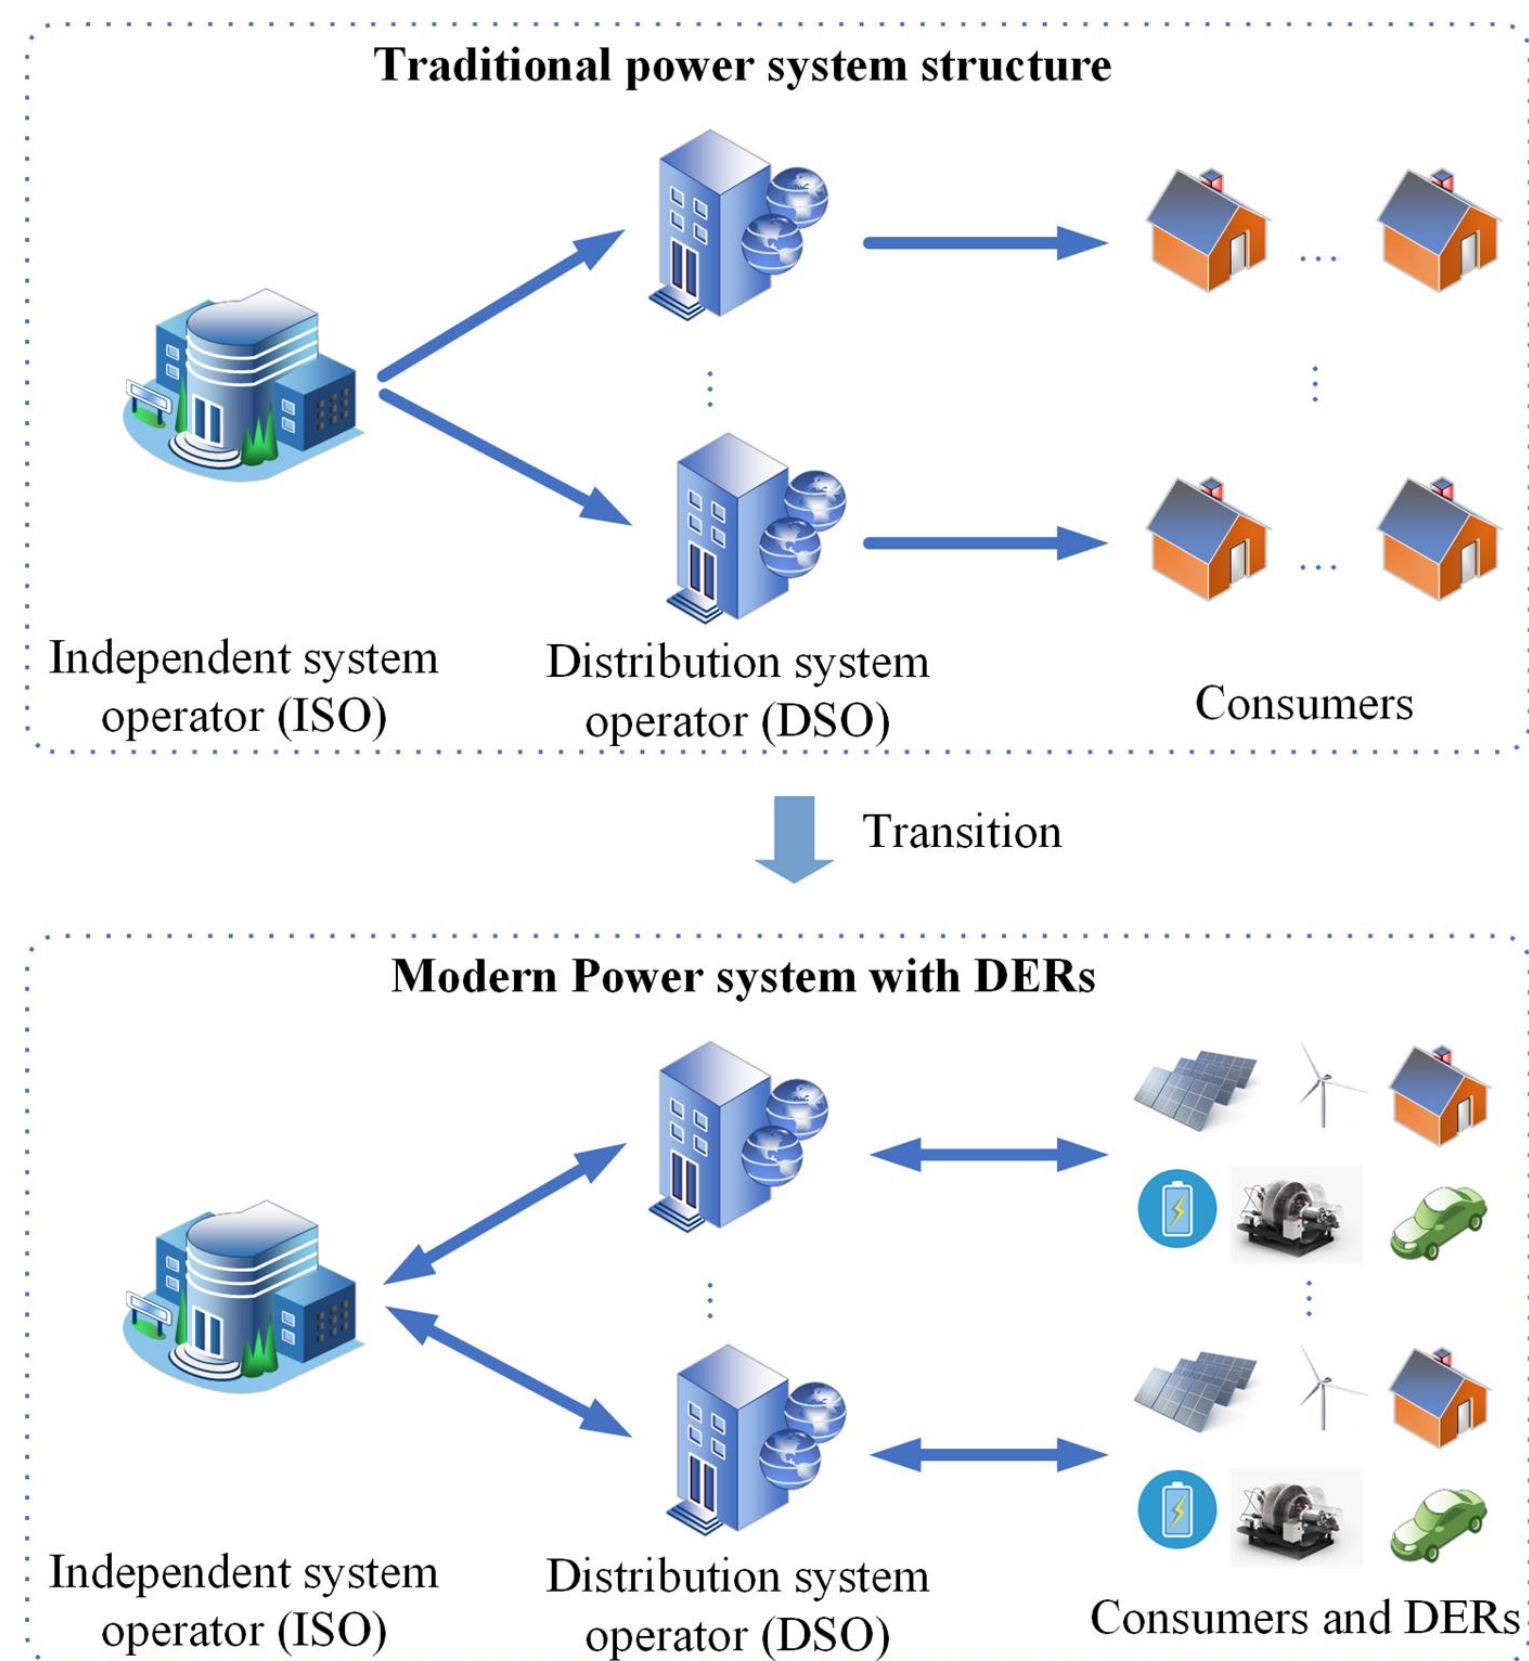 Traditional power system structure
Independent system
operator (ISO)
Distribution system
operator (DSO)
Consumers
Transition
Modern Power system with DERs
Independent system
operator (ISO)
Distribution system
operator (DSO)
Consumers and DERs